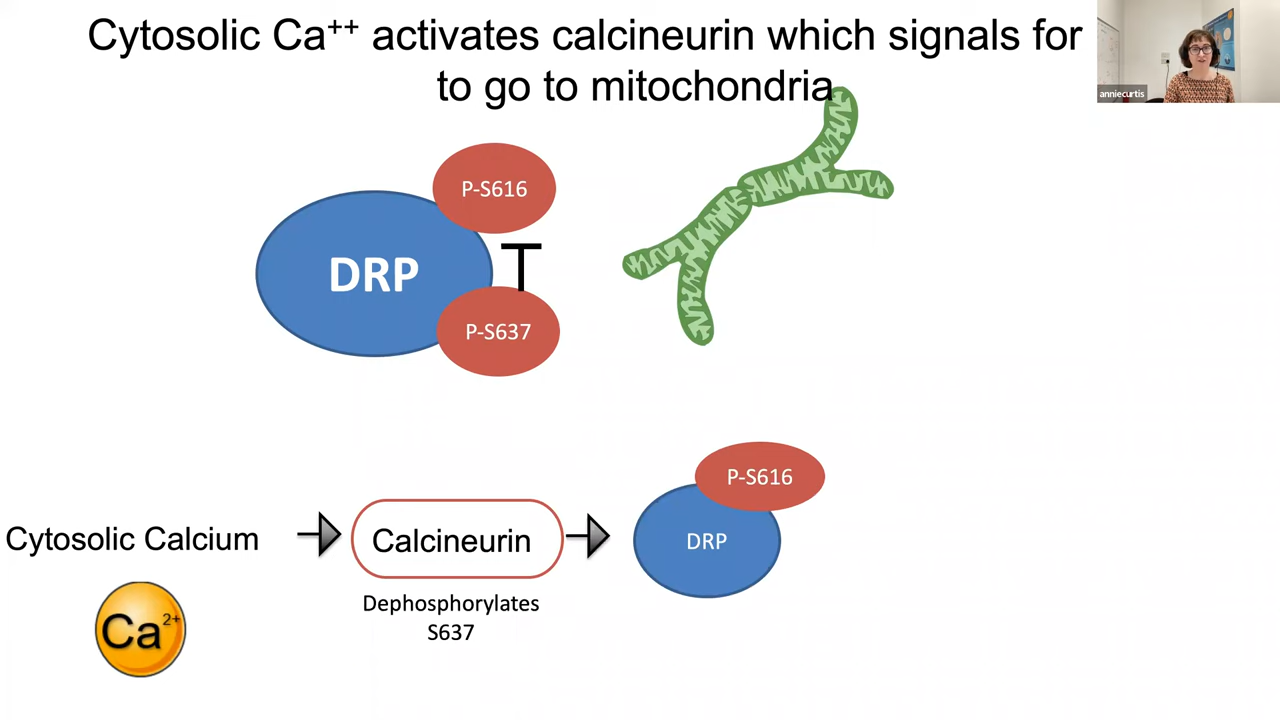 Cytosolic Ca++ activates calcineurin which signals for
to go to mitochondria
anniecurtis
P-S616
DRP
P-S637
P-S616
Cytosolic Calcium
Calcineurin
DRP
Dephosphorylates
S637
Ca2+